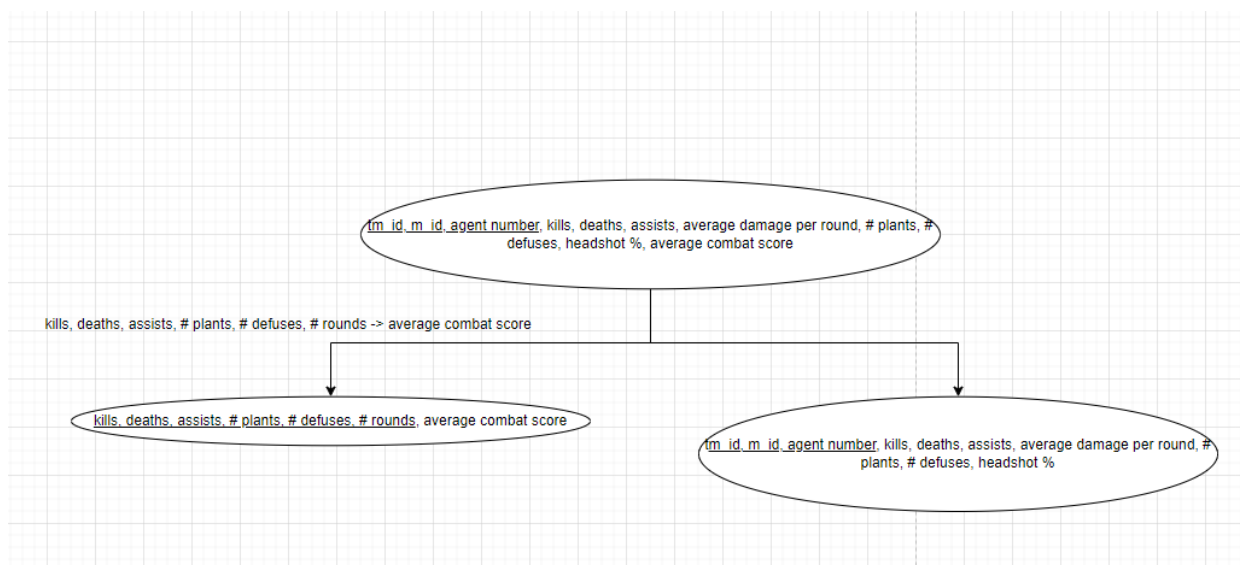 tm_id, m_id, agent number, kills, deaths, assists, average damage per round, # plants, #
defuses, headshot %, average combat score
kills, deaths, assists, # plants, # defuses, # rounds -> average combat score
kills, deaths, assists, # plants, # defuses, # rounds, average combat score
tm_id, m_id, agent number, kills, deaths, assists, average damage per round, #
plants, # defuses, headshot %